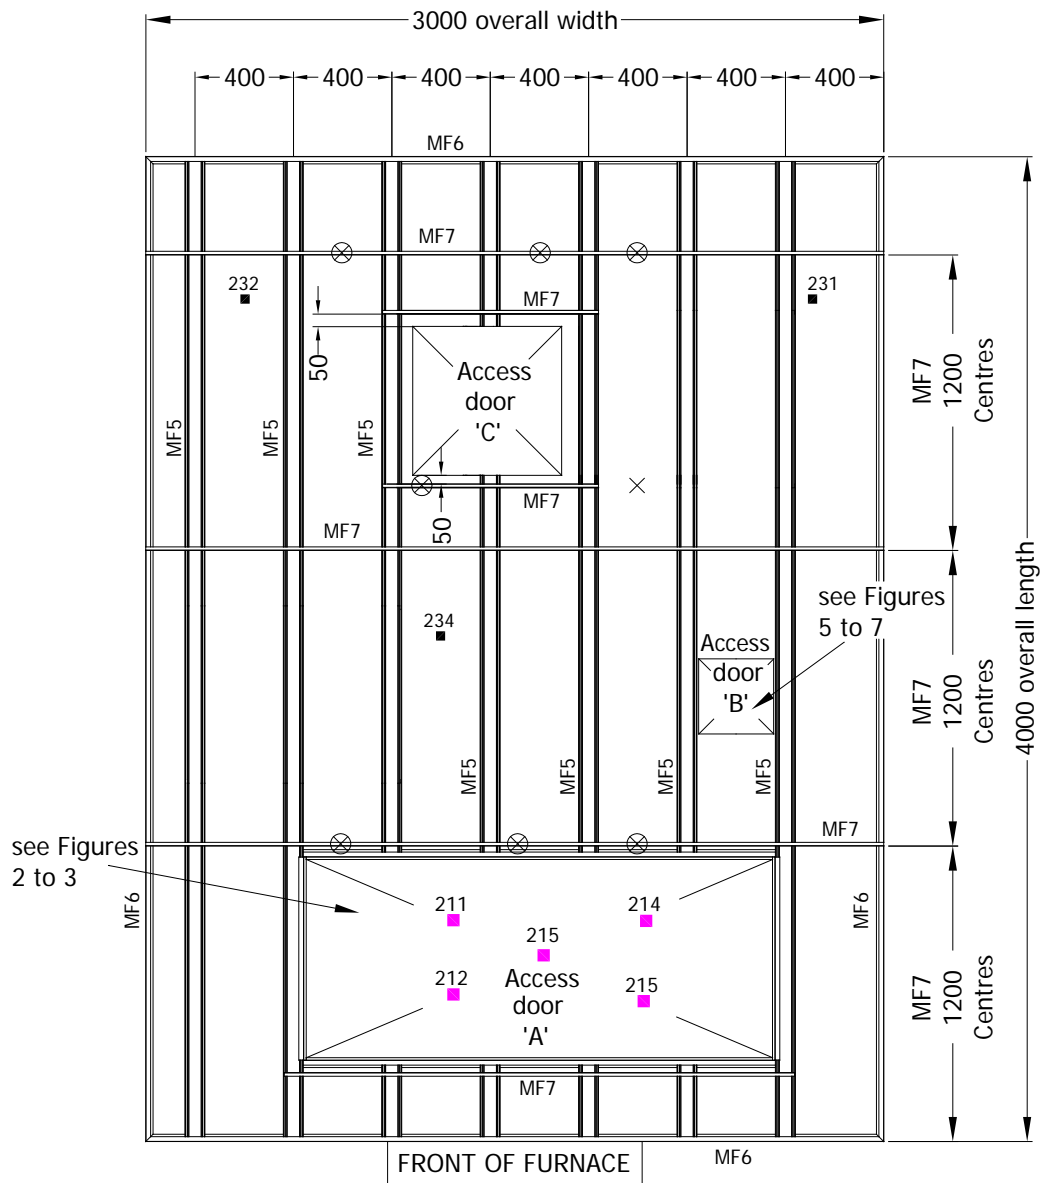 3000 overall width
400 400 400 400 400 400 400
MF6
MF7
232
231
MF7
50
Access
door
'C'
MF7
1200
Centres
MF5
MF5
MF5
MF7
50
MF7
4000 overall length
see Figures
5 to 7
234
Access
door
'B'
MF7
1200
Centres
MF5
MF5
MF5
MF5
MF7
see Figures
2 to 3
MF6
MF6
211
214
215
212
215
Access
door
'A'
MF7
1200
Centres
MF7
FRONT OF FURNACE
MF6